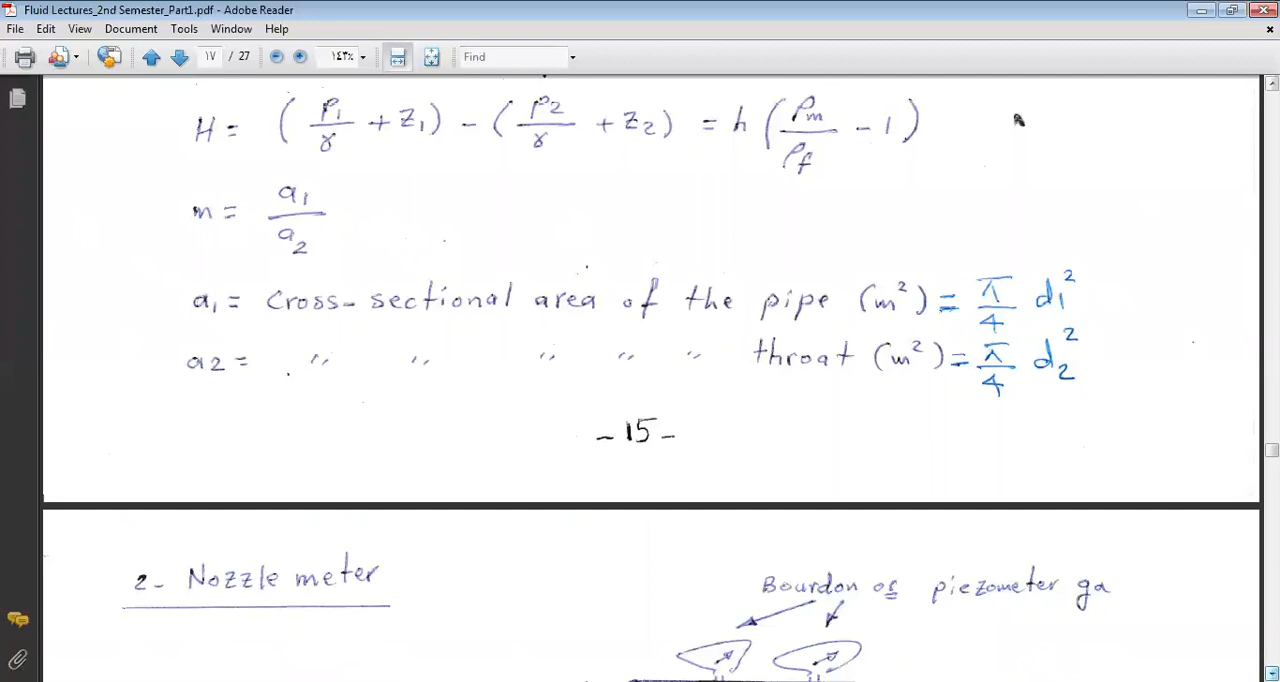 Fluid Lectures_2nd Semester_Part1.pdf - Adobe Reader
File Edit View Document Tools Window Help
١٧ / 27 ١٤٣% Find
H = ( P1/γ + Z1 ) - ( P2/γ + Z2 ) = h ( ρm/ρf - 1 )
m = a1/a2
a1 = Cross-sectional area of the pipe (m²) = π/4 d1²
a2 = '' '' '' '' '' throat (m²) = π/4 d2²
- 15 -
2- Nozzle meter
Bourdon or piezometer ga